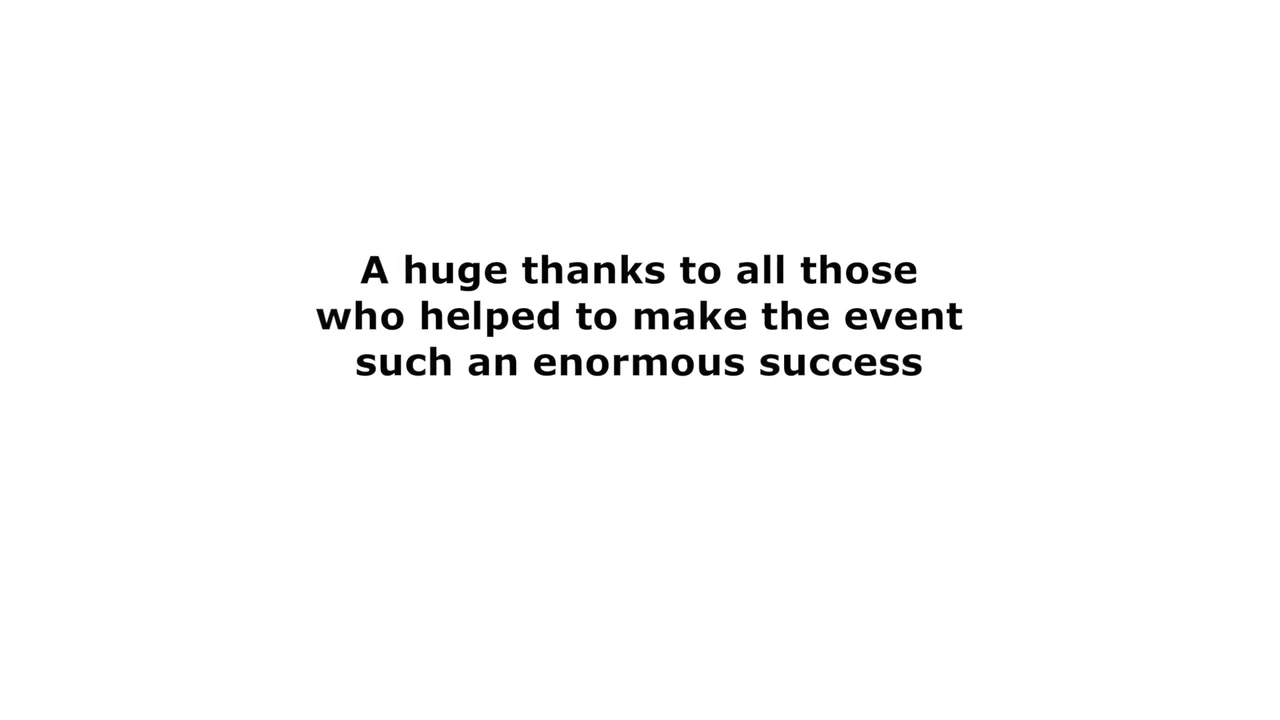 A huge thanks to all those
who helped to make the event
such an enormous success